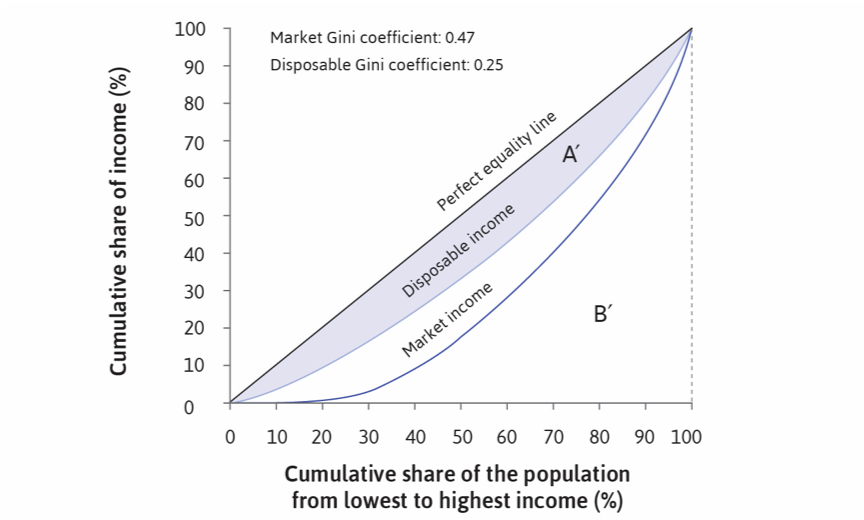 Market Gini coefficient: 0.47
Disposable Gini coefficient: 0.25
Cumulative share of income (%)
100
90
80
70
60
50
40
30
20
10
0
Perfect equality line
A′
Disposable income
Market income
B′
0 10 20 30 40 50 60 70 80 90 100
Cumulative share of the population
from lowest to highest income (%)